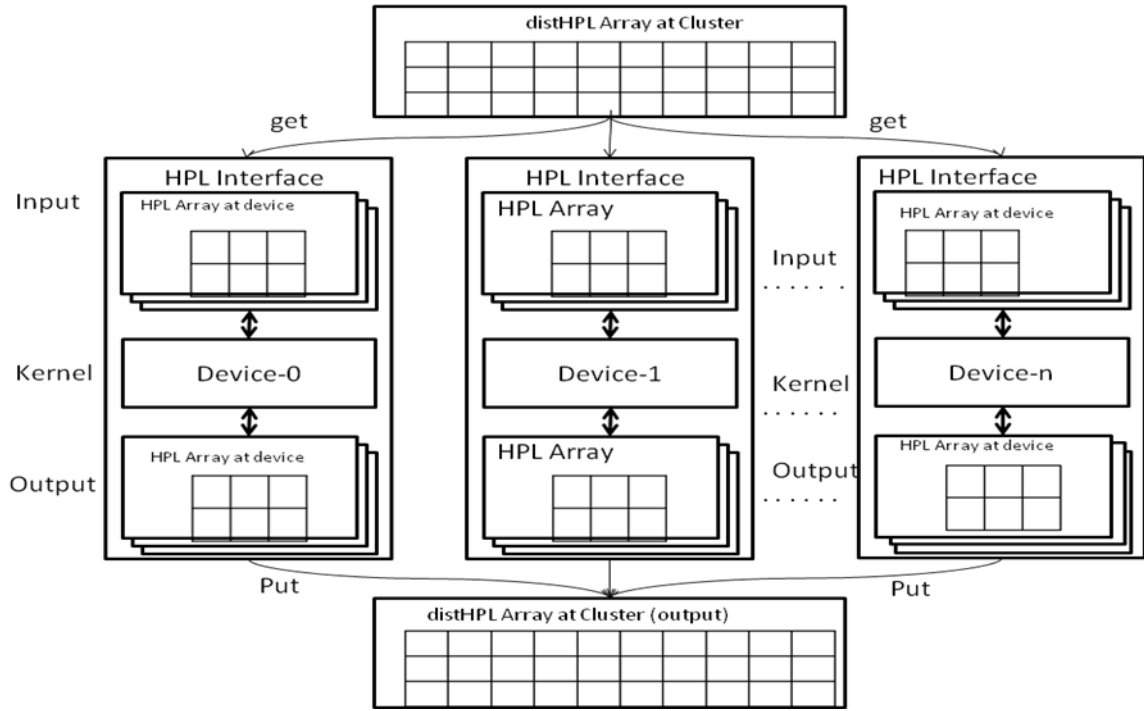 distHPL Array at Cluster
get
get
HPL Interface
HPL Interface
HPL Interface
Input
HPL Array at device
HPL Array
Input
. . . . . .
HPL Array at device
Kernel
Device-0
Device-1
Kernel
. . . . . .
Device-n
Output
HPL Array at device
HPL Array
Output
. . . . . .
HPL Array at device
Put
Put
distHPL Array at Cluster (output)